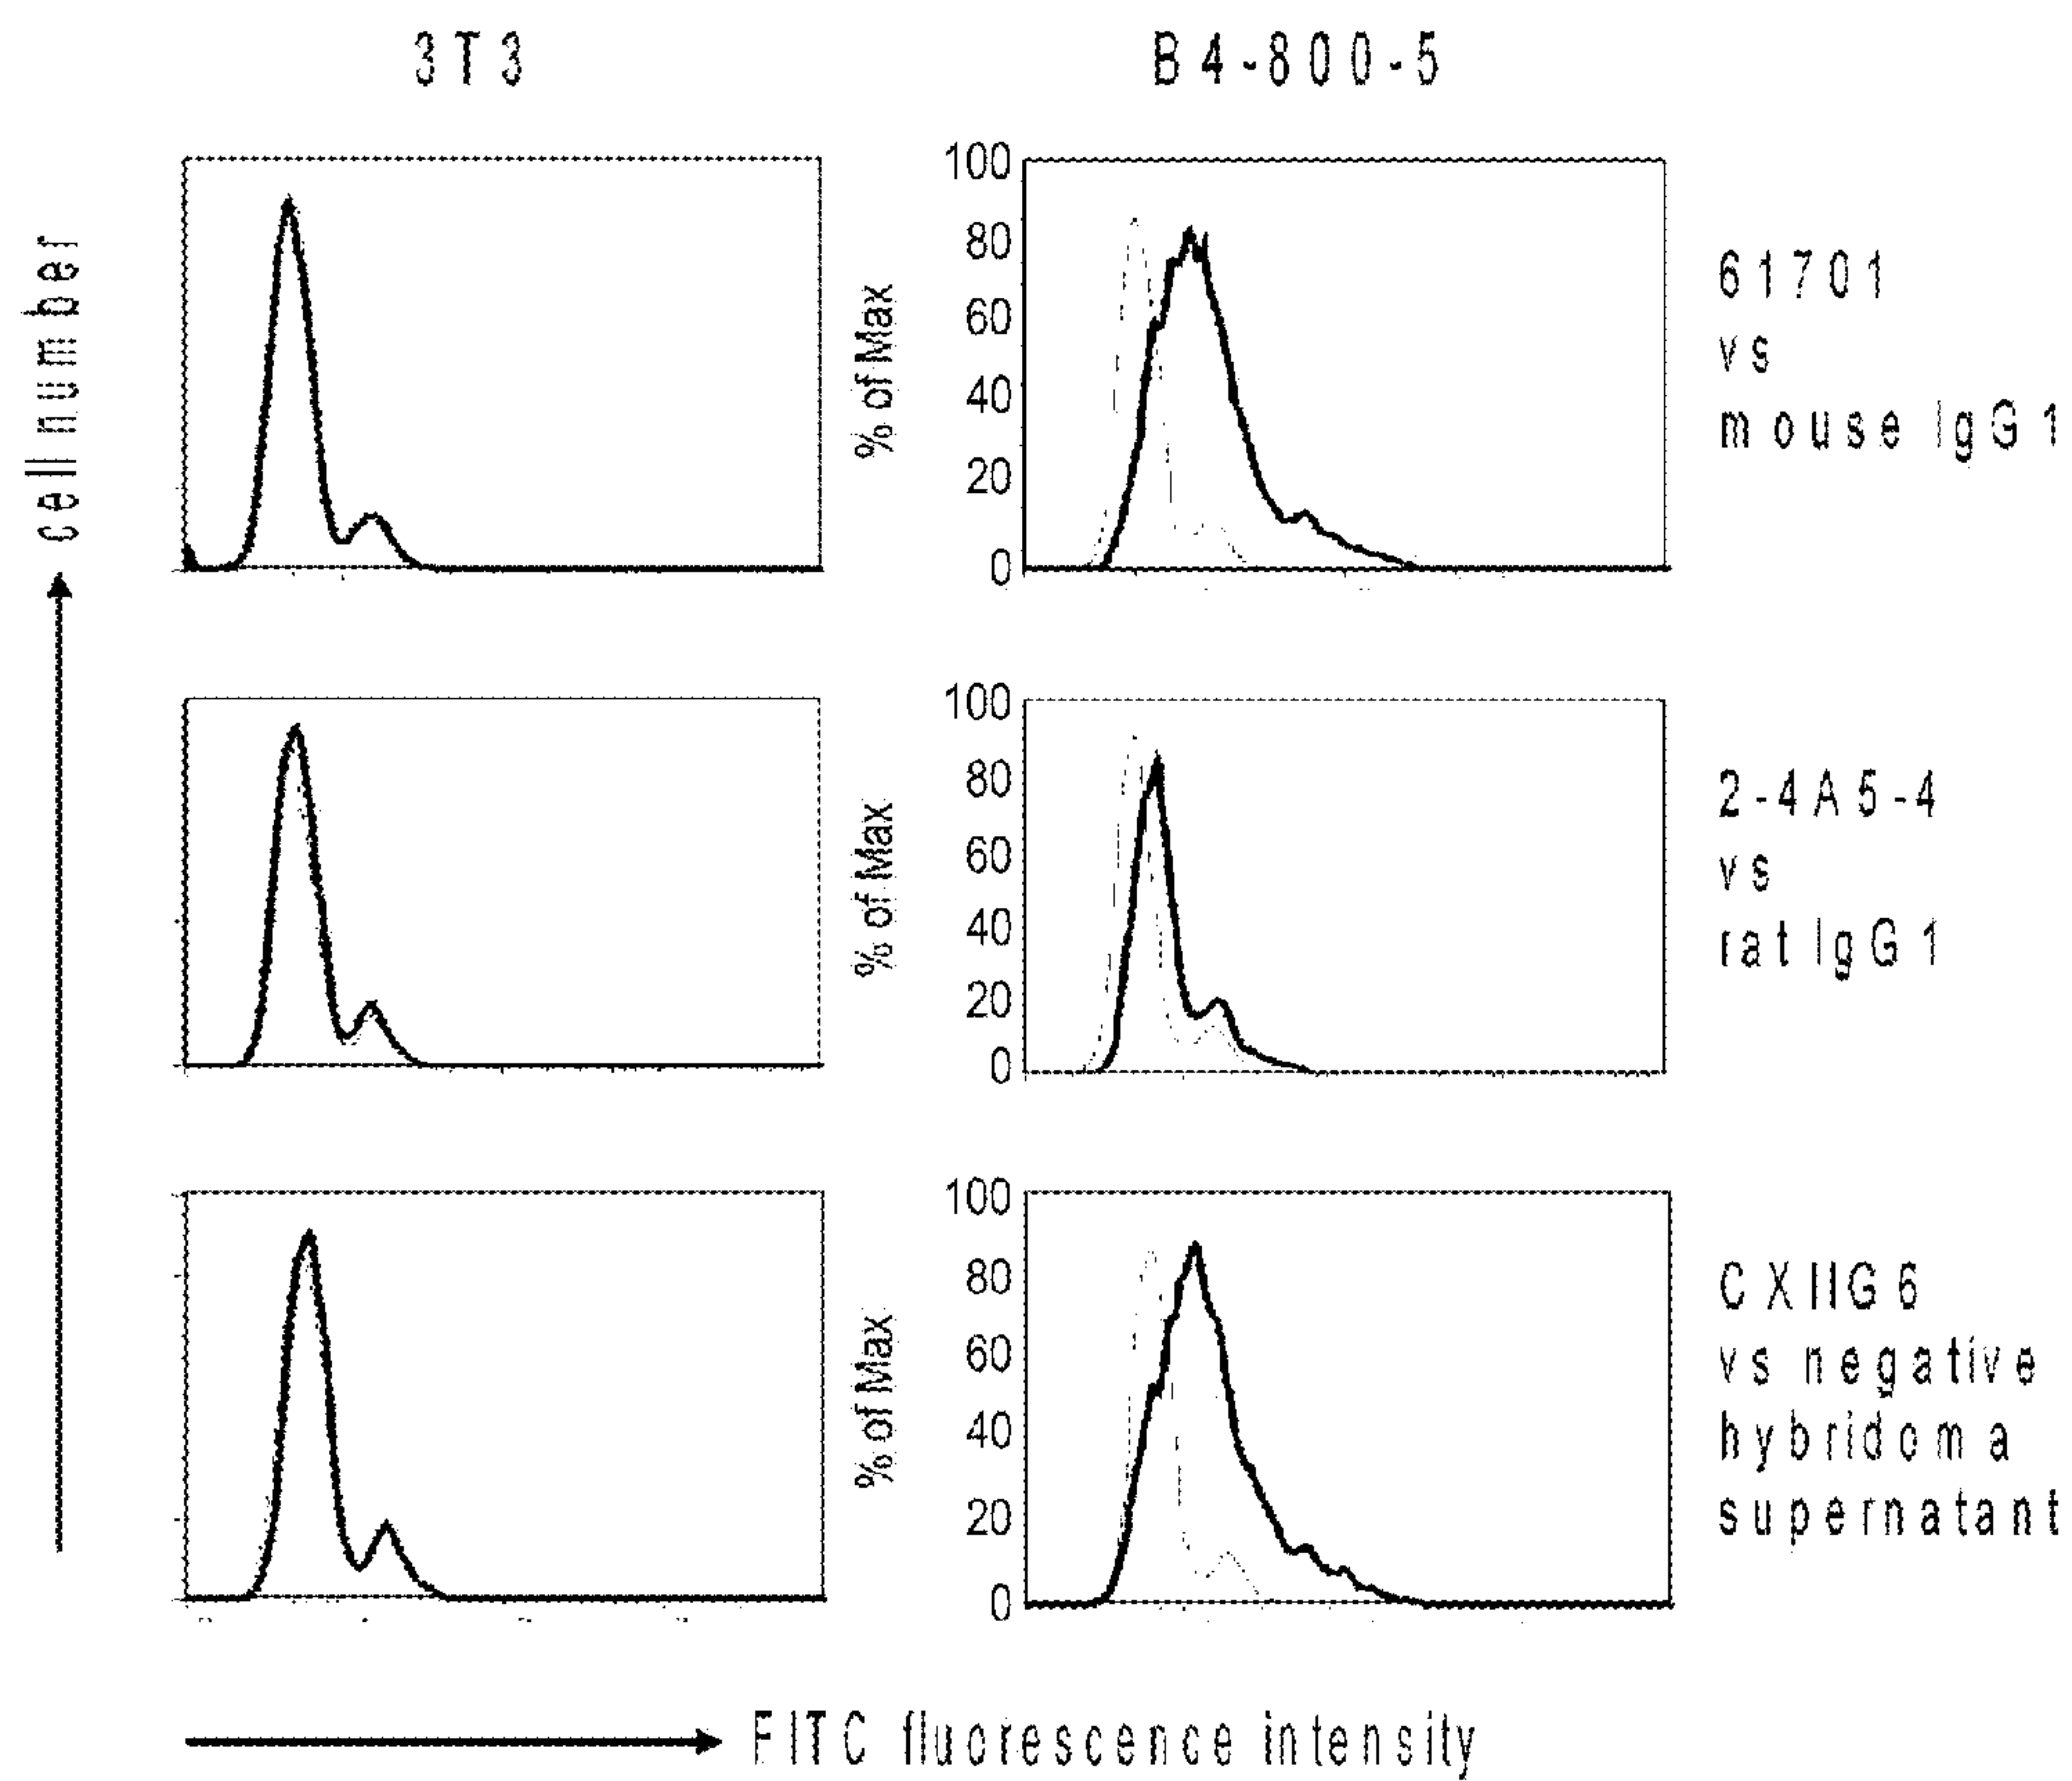 3T3
B4-800-5
cell number
% of Max
100
80
60
40
20
0
61701
vs
mouse IgG1
% of Max
100
80
60
40
20
0
2-4A5-4
vs
rat IgG1
% of Max
100
80
60
40
20
0
CXIIG6
vs negative
hybridoma
supernatant
FITC fluorescence intensity